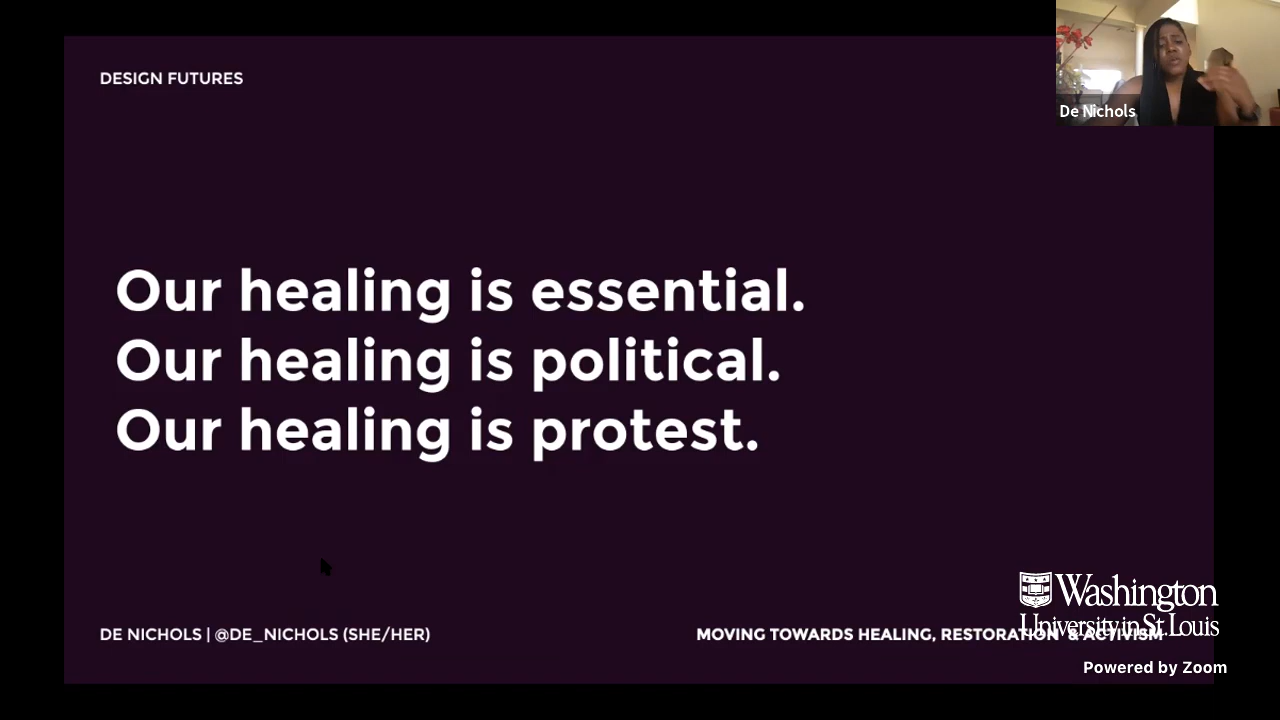 DESIGN FUTURES
De Nichols
Our healing is essential.
Our healing is political.
Our healing is protest.
Washington
University in St. Louis
DE NICHOLS | @DE_NICHOLS (SHE/HER)
MOVING TOWARDS HEALING, RESTORATION & ACTIVISM
Powered by Zoom